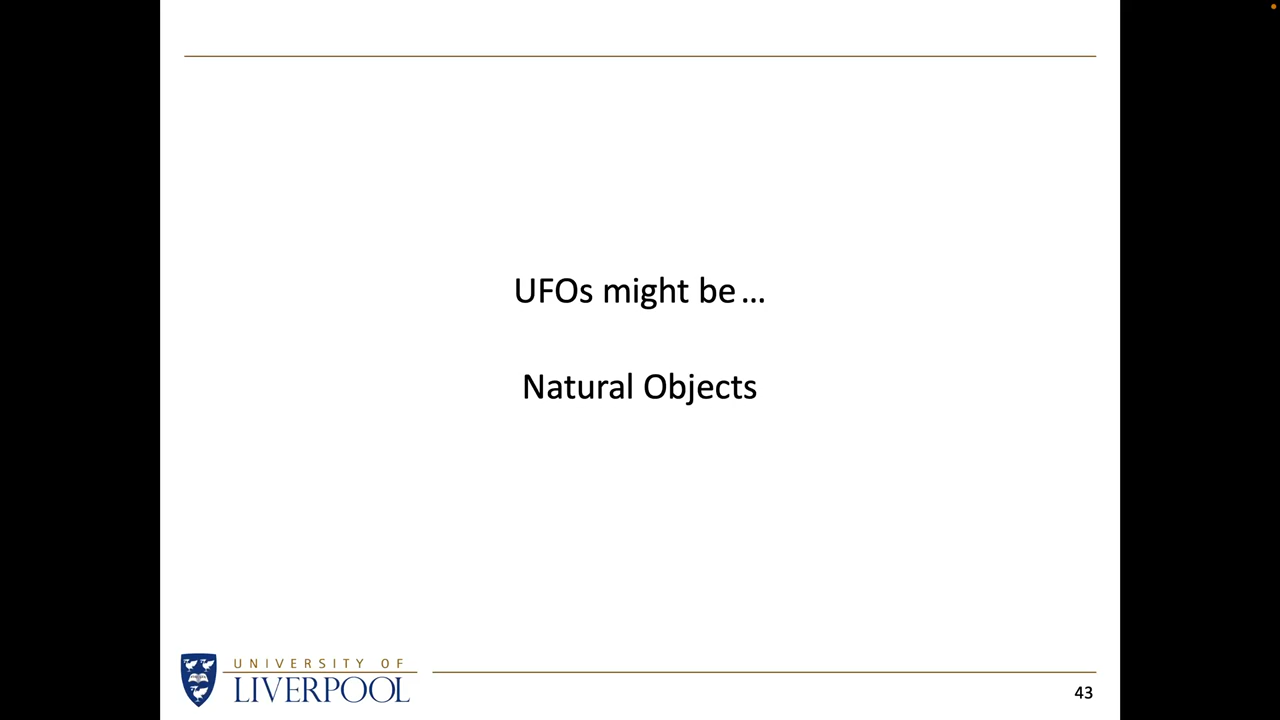 UFOs might be …
Natural Objects
UNIVERSITY OF
LIVERPOOL
43